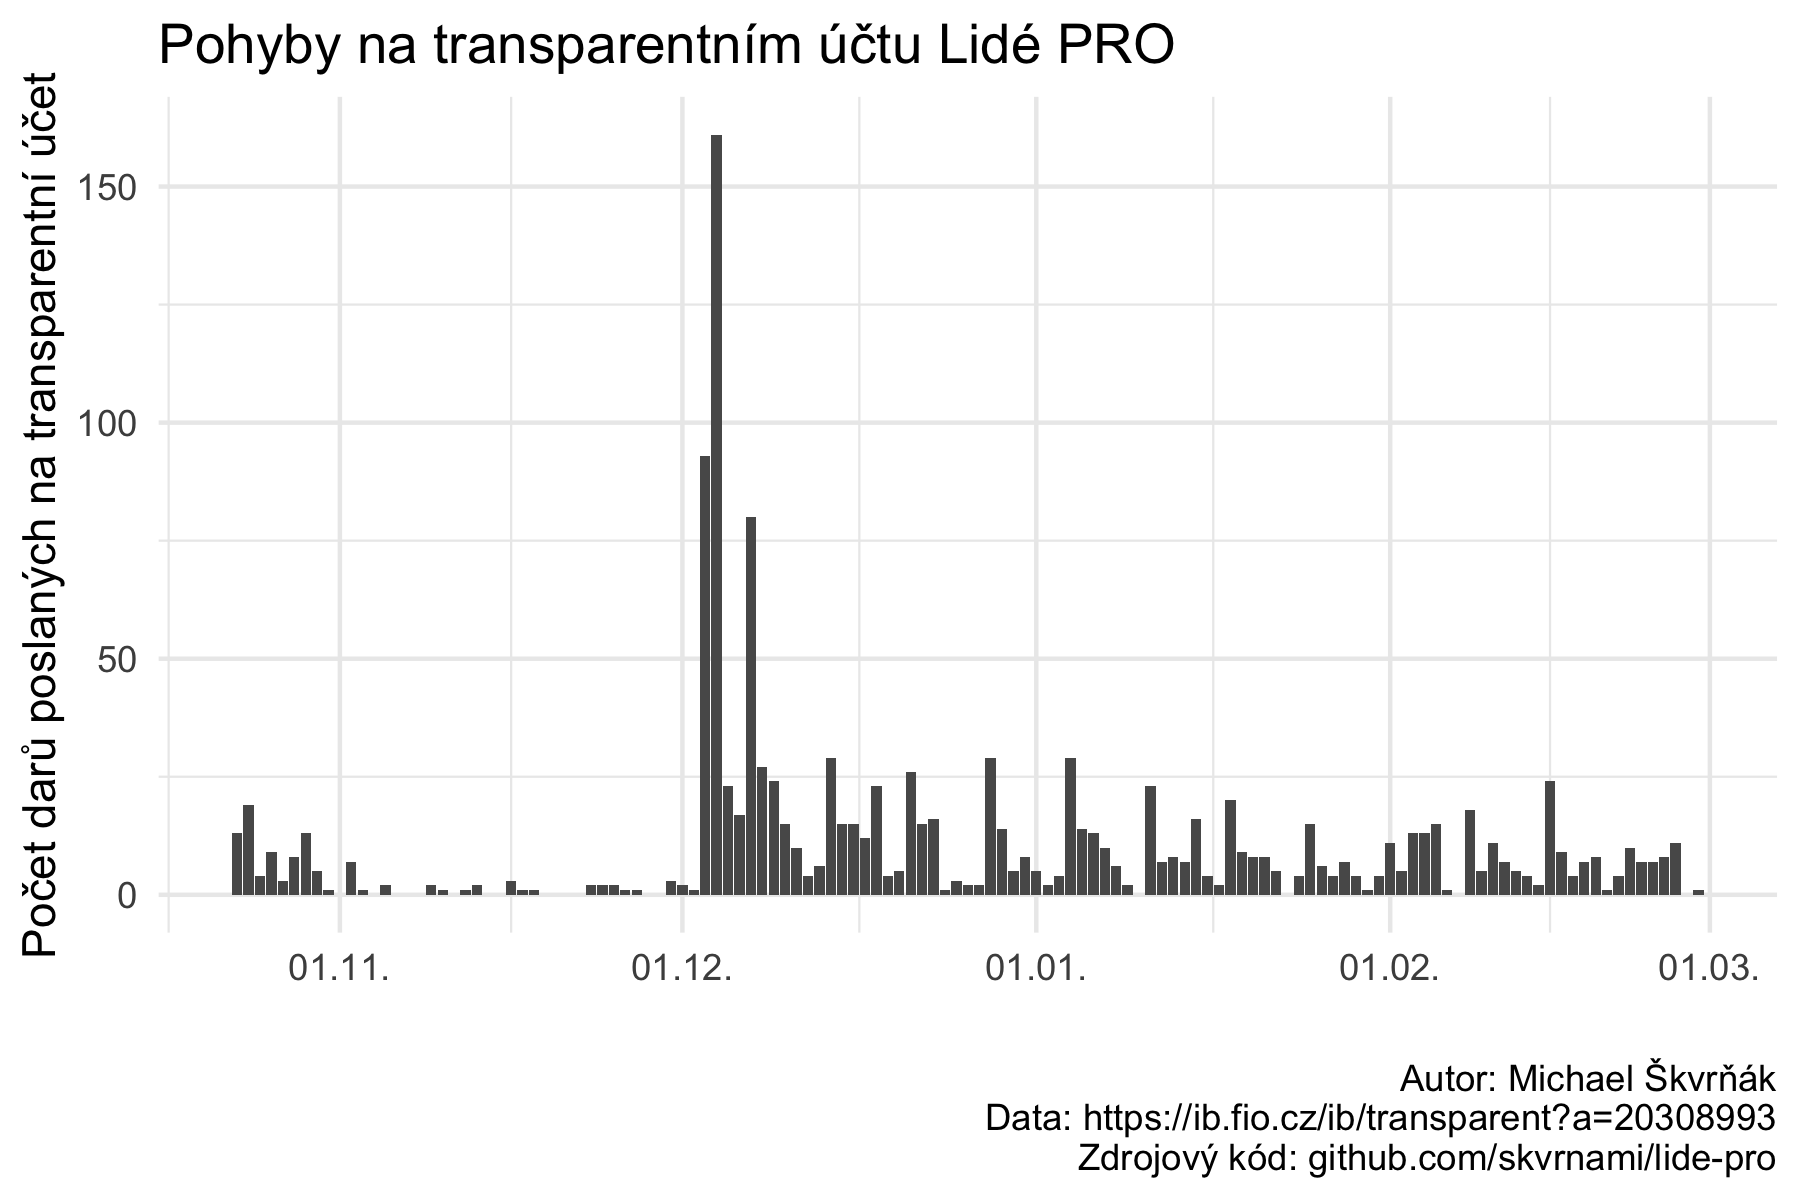 Pohyby na transparentním účtu Lidé PRO
Počet darů poslaných na transparentní účet
150
100
50
0
01.11.
01.12.
01.01.
01.02.
01.03.
Autor: Michael Škvrňák
Data: https://ib.fio.cz/ib/transparent?a=20308993
Zdrojový kód: github.com/skvrnami/lide-pro